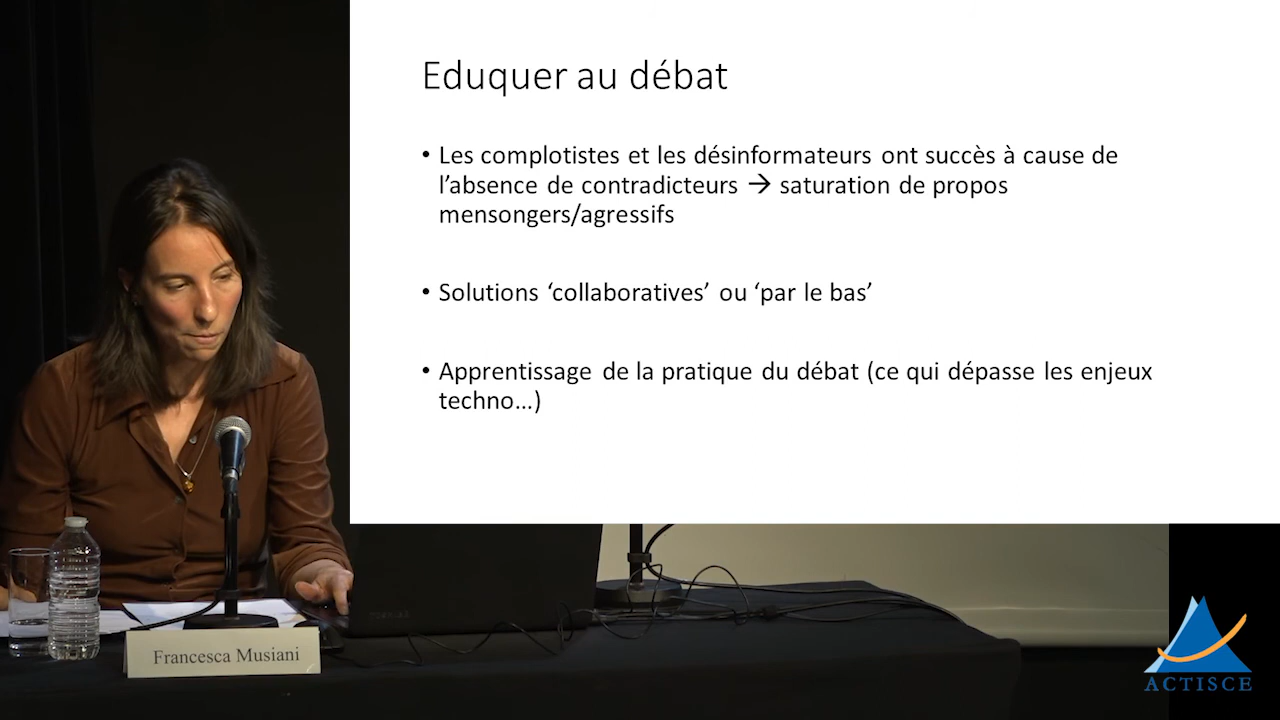 Eduquer au débat
• Les complotistes et les désinformateurs ont succès à cause de
l’absence de contradicteurs → saturation de propos
mensongers/agressifs
• Solutions ‘collaboratives’ ou ‘par le bas’
• Apprentissage de la pratique du débat (ce qui dépasse les enjeux
techno…)
Francesca Musiani
ACTISCE